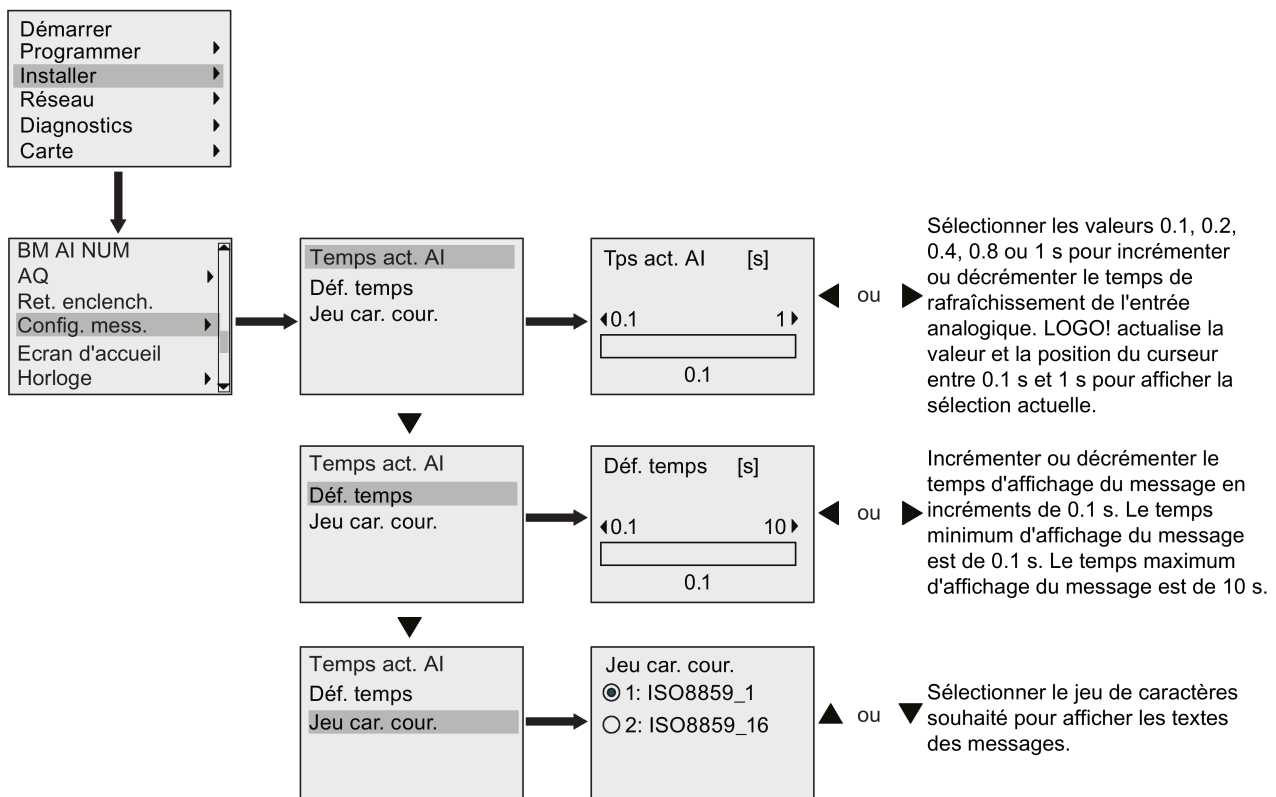 Démarrer
Programmer
Installer
Réseau
Diagnostics
Carte
BM AI NUM
AQ
Ret. enclench.
Config. mess.
Ecran d'accueil
Horloge
Temps act. AI
Déf. temps
Jeu car. cour.
Tps act. AI [s]
0.1 1
0.1
ou
Sélectionner les valeurs 0.1, 0.2,
0.4, 0.8 ou 1 s pour incrémenter
ou décrémenter le temps de
rafraîchissement de l'entrée
analogique. LOGO! actualise la
valeur et la position du curseur
entre 0.1 s et 1 s pour afficher la
sélection actuelle.
Temps act. AI
Déf. temps
Jeu car. cour.
Déf. temps [s]
0.1 10
0.1
ou
Incrémenter ou décrémenter le
temps d'affichage du message en
incréments de 0.1 s. Le temps
minimum d'affichage du message
est de 0.1 s. Le temps maximum
d'affichage du message est de 10 s.
Temps act. AI
Déf. temps
Jeu car. cour.
Jeu car. cour.
1: ISO8859_1
2: ISO8859_16
ou
Sélectionner le jeu de caractères
souhaité pour afficher les textes
des messages.